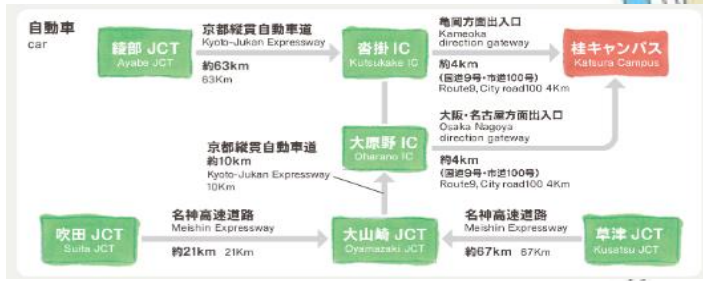 自動車
car
綾部 JCT
Ayabe JCT
京都縦貫自動車道
Kyoto-Jukan Expressway
約63km
63Km
沓掛 IC
Kutsukake IC
亀岡方面出入口
Kameoka
direction gateway
約4km
(国道9号・市道100号)
Route9, City road100 4Km
桂キャンパス
Katsura Campus
大阪・名古屋方面出入口
Osaka Nagoya
direction gateway
約4km
(国道9号・市道100号)
Route9, City road100 4Km
大原野 IC
Oharano IC
京都縦貫自動車道
約10km
Kyoto-Jukan Expressway
10Km
吹田 JCT
Suita JCT
名神高速道路
Meishin Expressway
約21km 21Km
大山崎 JCT
Oyamazaki JCT
名神高速道路
Meishin Expressway
約67km 67Km
草津 JCT
Kusatsu JCT